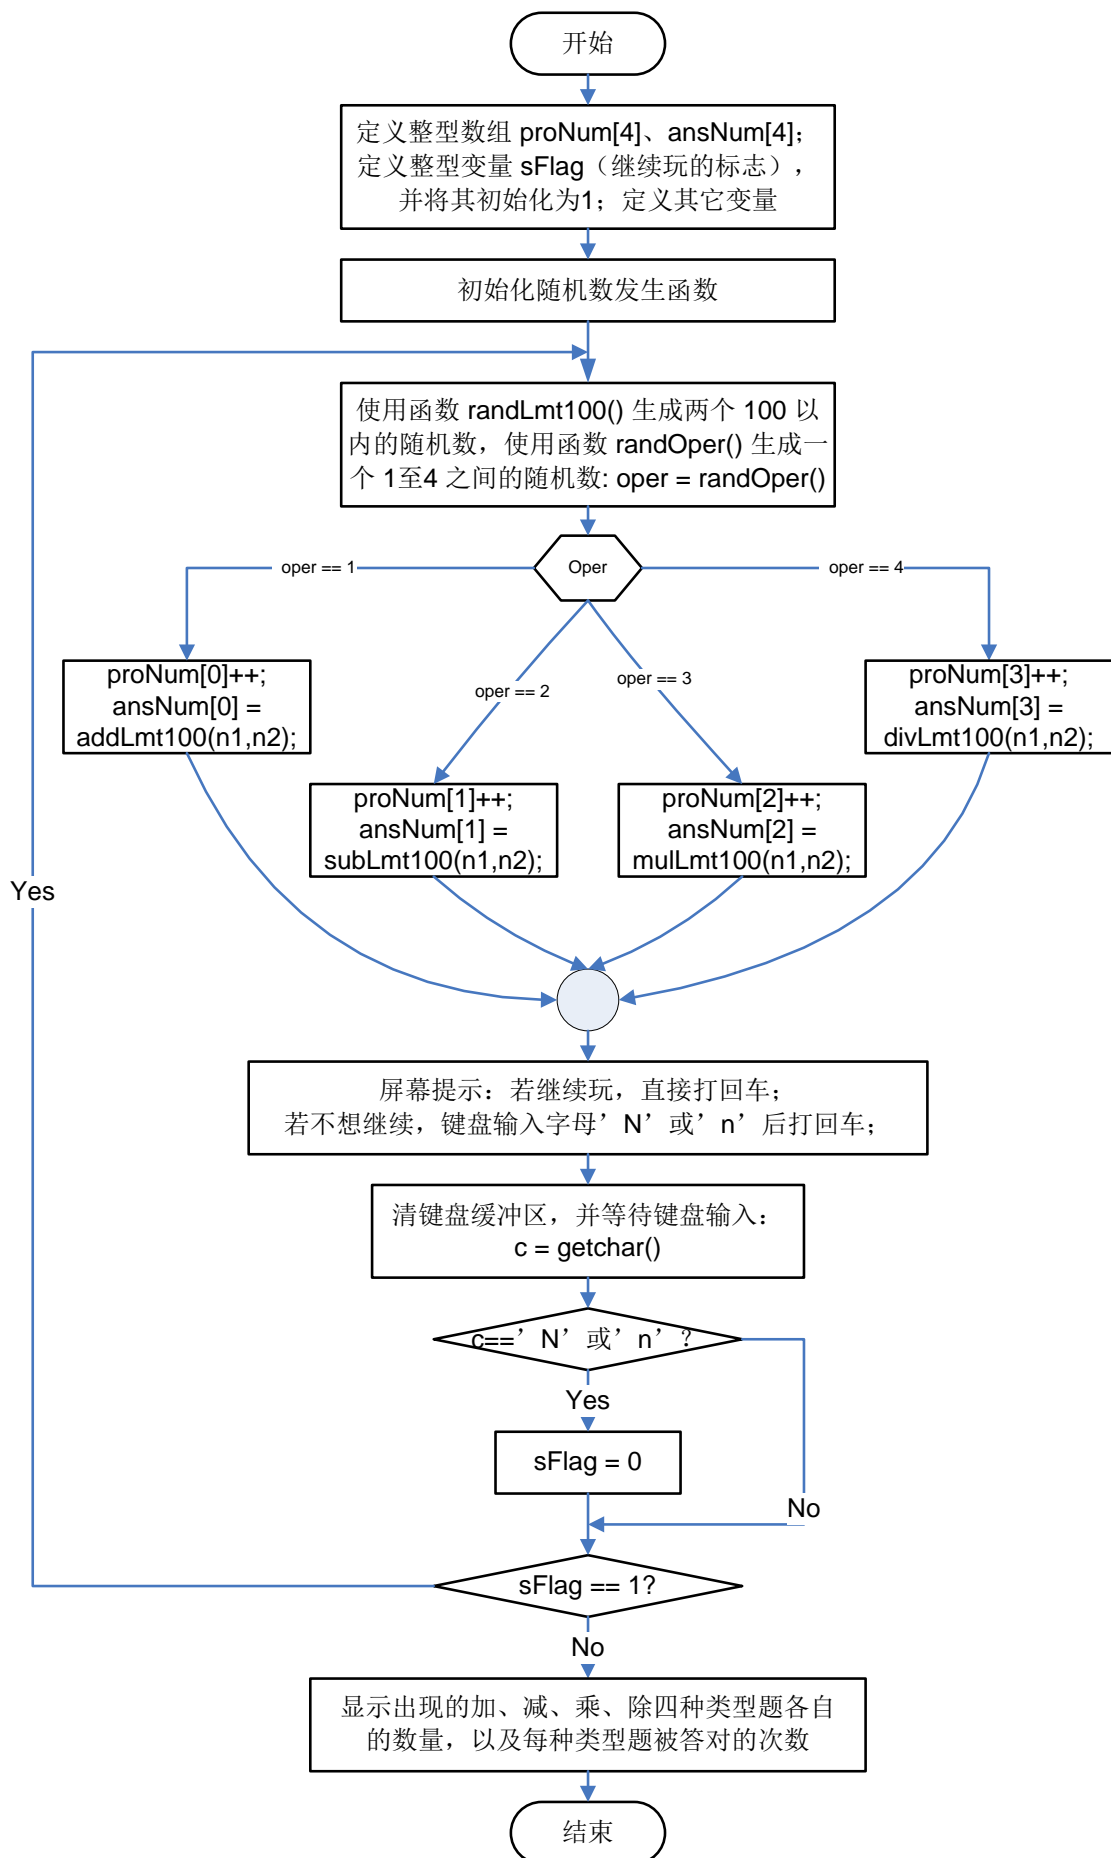 开始
定义整型数组 proNum[4]、ansNum[4]；
定义整型变量 sFlag（继续玩的标志），
并将其初始化为1；定义其它变量
初始化随机数发生函数
使用函数 randLmt100() 生成两个 100 以
内的随机数，使用函数 randOper() 生成一
个 1至4 之间的随机数: oper = randOper()
Oper
oper == 1
oper == 4
oper == 2
oper == 3
proNum[0]++;
ansNum[0] =
addLmt100(n1,n2);
proNum[3]++;
ansNum[3] =
divLmt100(n1,n2);
proNum[1]++;
ansNum[1] =
subLmt100(n1,n2);
proNum[2]++;
ansNum[2] =
mulLmt100(n1,n2);
Yes
屏幕提示：若继续玩，直接打回车；
若不想继续，键盘输入字母’N’或’n’后打回车；
清键盘缓冲区，并等待键盘输入：
c = getchar()
c==’N’或’n’？
Yes
sFlag = 0
No
sFlag == 1?
No
显示出现的加、减、乘、除四种类型题各自
的数量，以及每种类型题被答对的次数
结束